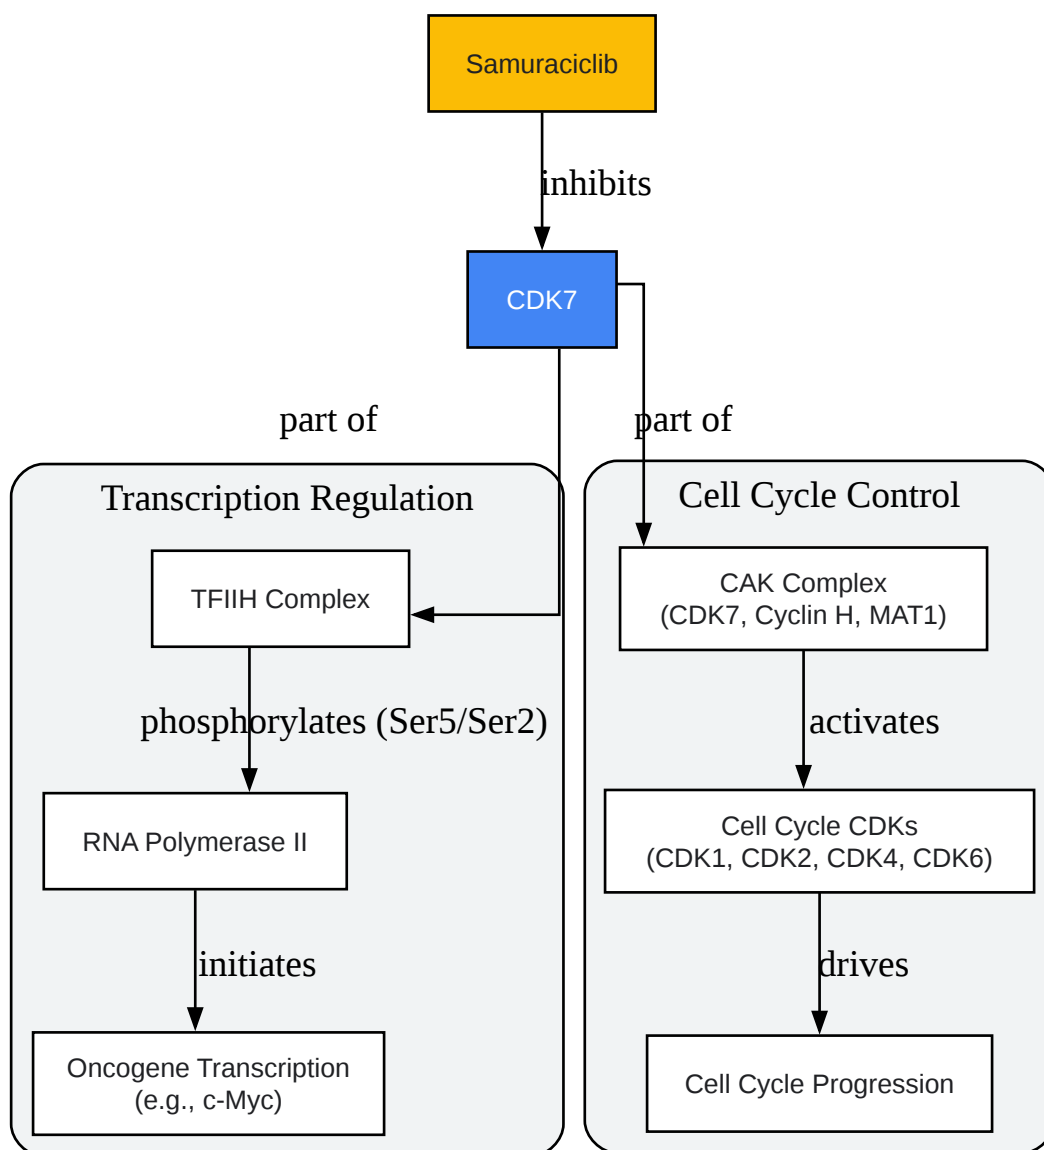 Samuraciclib
inhibits
CDK7
part of
part of
Transcription Regulation
TFIIH Complex
phosphorylates (Ser5/Ser2)
RNA Polymerase II
initiates
Oncogene Transcription
(e.g., c-Myc)
Cell Cycle Control
CAK Complex
(CDK7, Cyclin H, MAT1)
activates
Cell Cycle CDKs
(CDK1, CDK2, CDK4, CDK6)
drives
Cell Cycle Progression